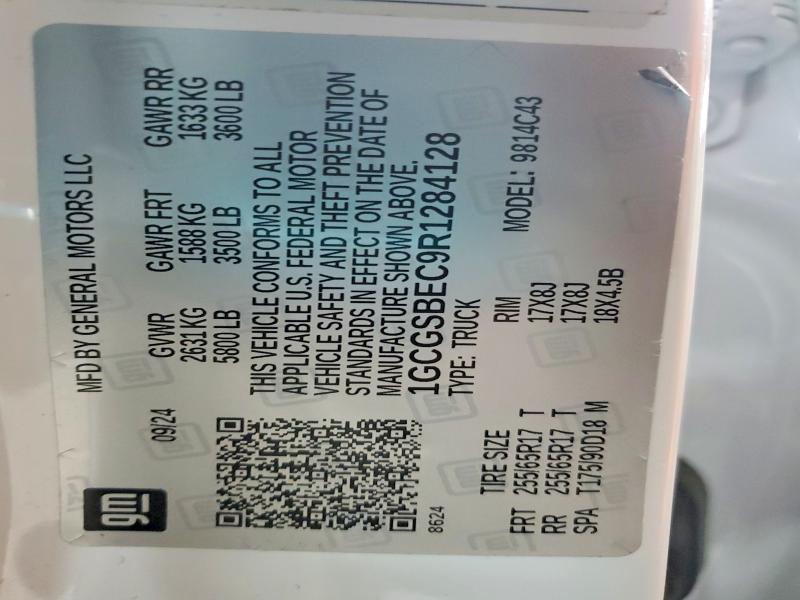 gm
MFD BY GENERAL MOTORS LLC
09/24
GVWR GAWR FRT GAWR RR
2631 KG 1588 KG 1633 KG
5800 LB 3500 LB 3600 LB
THIS VEHICLE CONFORMS TO ALL
APPLICABLE U.S. FEDERAL MOTOR
VEHICLE SAFETY AND THEFT PREVENTION
STANDARDS IN EFFECT ON THE DATE OF
MANUFACTURE SHOWN ABOVE.
1GCGSBEC9R1284128
8624
TYPE: TRUCK
MODEL: 9814C43
TIRE SIZE RIM
FRT 255/65R17 T 17X8J
RR 255/65R17 T 17X8J
SPA T175/90D18 M 18X4.5B